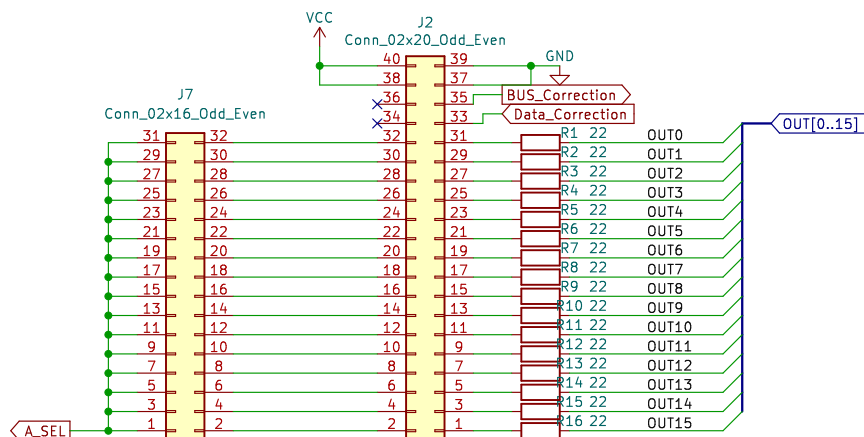 VCC
J2
Conn_02x20_Odd_Even
GND
40 39
38 37
36 35 BUS_Correction
34 33 Data_Correction
J7
Conn_02x16_Odd_Even
OUT[0..15]
31 32 32 31 R1 22 OUT0
29 30 30 29 R2 22 OUT1
27 28 28 27 R3 22 OUT2
25 26 26 25 R4 22 OUT3
23 24 24 23 R5 22 OUT4
21 22 22 21 R6 22 OUT5
19 20 20 19 R7 22 OUT6
17 18 18 17 R8 22 OUT7
15 16 16 15 R9 22 OUT8
13 14 14 13 R10 22 OUT9
11 12 12 11 R11 22 OUT10
9 10 10 9 R12 22 OUT11
7 8 8 7 R13 22 OUT12
5 6 6 5 R14 22 OUT13
3 4 4 3 R15 22 OUT14
A_SEL 1 2 2 1 R16 22 OUT15